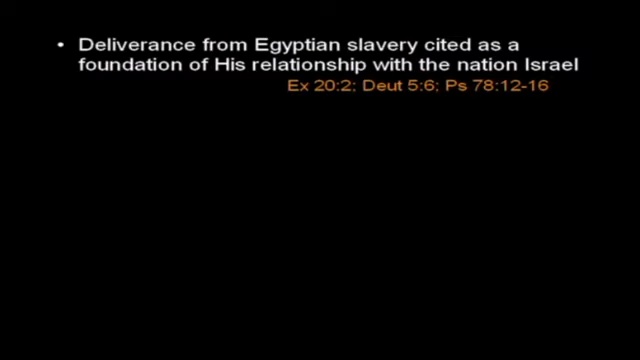 • Deliverance from Egyptian slavery cited as a
foundation of His relationship with the nation Israel
Ex 20:2; Deut 5:6; Ps 78:12-16